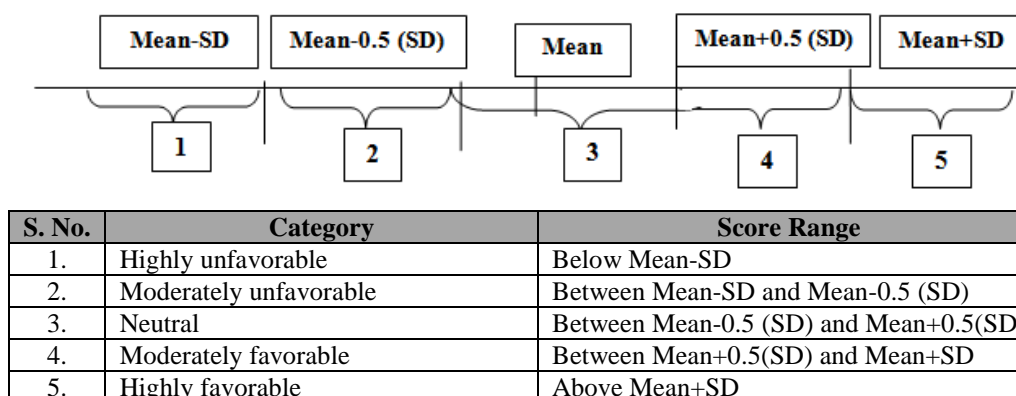 Mean-SD Mean-0.5 (SD) Mean Mean+0.5 (SD) Mean+SD
1 2 3 4 5
S. No. Category Score Range
1. Highly unfavorable Below Mean-SD
2. Moderately unfavorable Between Mean-SD and Mean-0.5 (SD)
3. Neutral Between Mean-0.5 (SD) and Mean+0.5(SD
4. Moderately favorable Between Mean+0.5(SD) and Mean+SD
5. Highly favorable Above Mean+SD